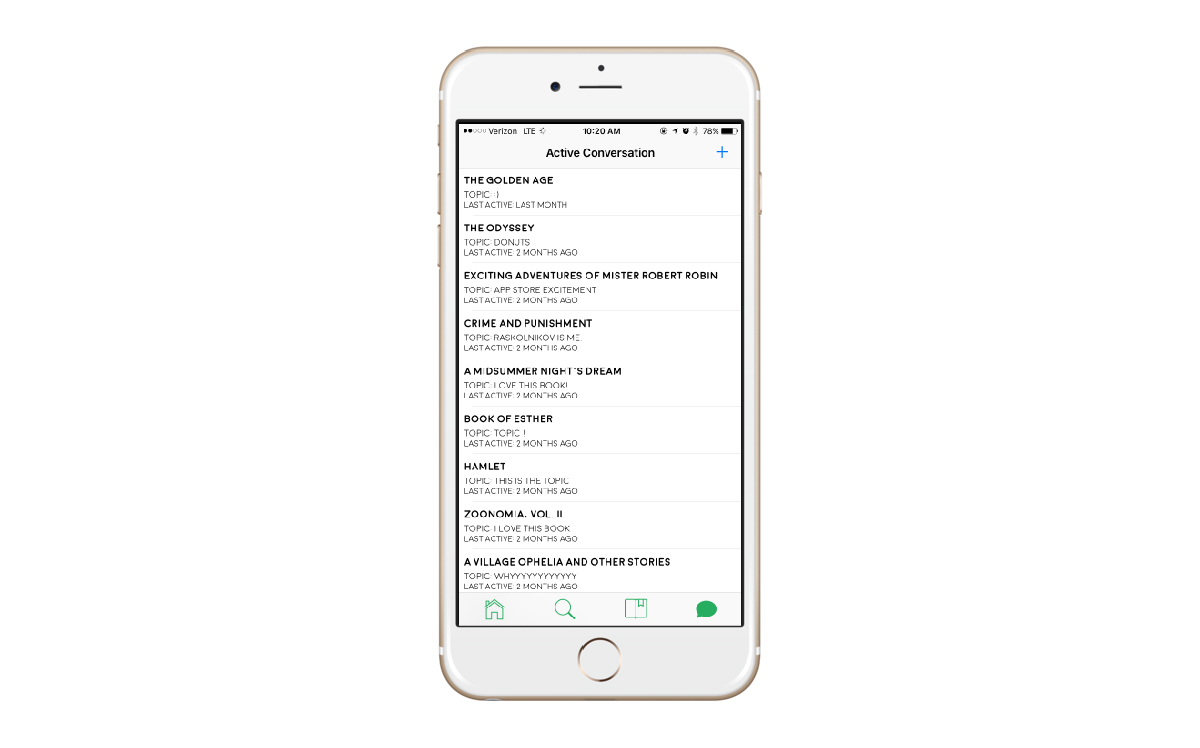 Verizon LTE 10:20 AM 78%
Active Conversation +
THE GOLDEN AGE
TOPIC: :)
LAST ACTIVE: LAST MONTH
THE ODYSSEY
TOPIC: DONUTS
LAST ACTIVE: 2 MONTHS AGO
EXCITING ADVENTURES OF MISTER ROBERT ROBIN
TOPIC: APP STORE EXCITEMENT
LAST ACTIVE: 2 MONTHS AGO
CRIME AND PUNISHMENT
TOPIC: RASKOLNIKOV IS ME.
LAST ACTIVE: 2 MONTHS AGO
A MIDSUMMER NIGHT'S DREAM
TOPIC: I LOVE THIS BOOK!
LAST ACTIVE: 2 MONTHS AGO
BOOK OF ESTHER
TOPIC: TOPIC !
LAST ACTIVE: 2 MONTHS AGO
HAMLET
TOPIC: THIS IS THE TOPIC
LAST ACTIVE: 2 MONTHS AGO
ZOONOMIA, VOL. II
TOPIC: I LOVE THIS BOOK
LAST ACTIVE: 2 MONTHS AGO
A VILLAGE OPHELIA AND OTHER STORIES
TOPIC: WHYYYYYYYYYYYY
LAST ACTIVE: 2 MONTHS AGO